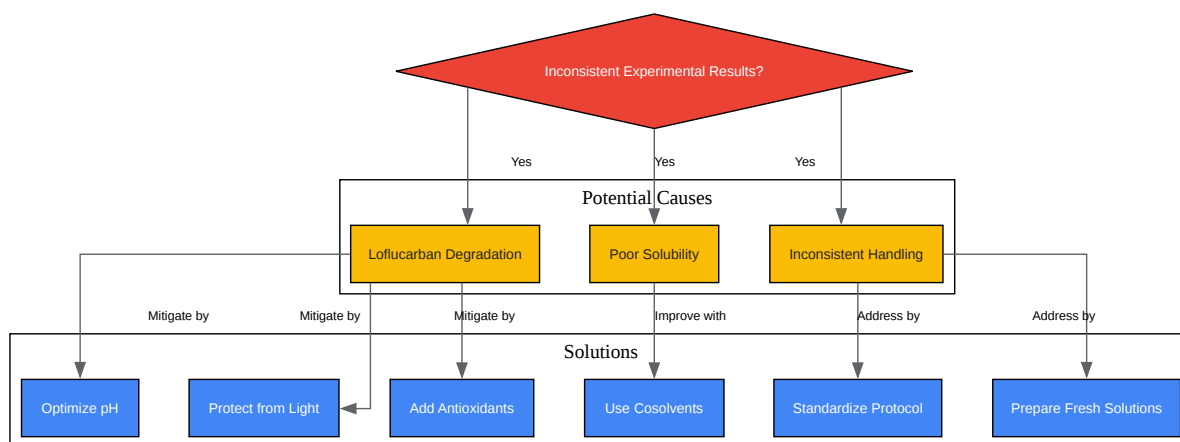 Inconsistent Experimental Results?
Yes
Yes
Yes
Potential Causes
Loflucarban Degradation
Poor Solubility
Inconsistent Handling
Mitigate by
Mitigate by
Mitigate by
Improve with
Address by
Address by
Solutions
Optimize pH
Protect from Light
Add Antioxidants
Use Cosolvents
Standardize Protocol
Prepare Fresh Solutions